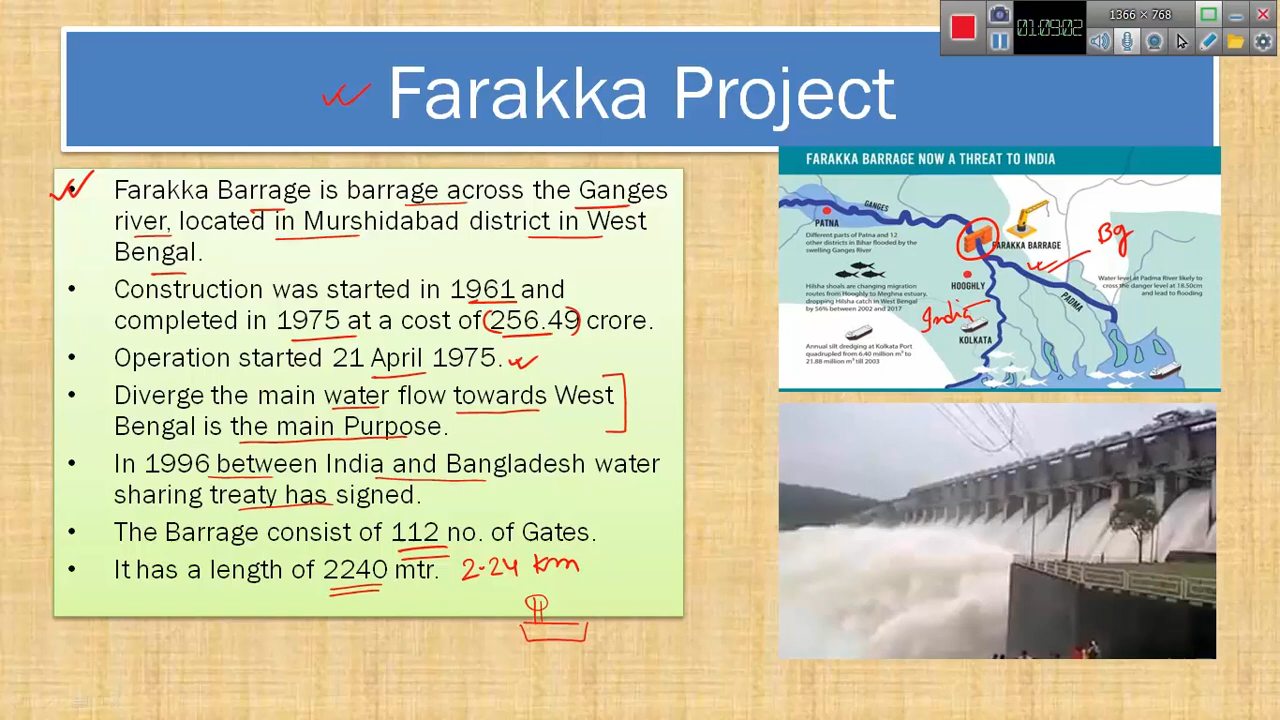 1366 × 768
01:09:02
Farakka Project
• Farakka Barrage is barrage across the Ganges
river, located in Murshidabad district in West
Bengal.
• Construction was started in 1961 and
completed in 1975 at a cost of 256.49 crore.
• Operation started 21 April 1975.
• Diverge the main water flow towards West
Bengal is the main Purpose.
• In 1996 between India and Bangladesh water
sharing treaty has signed.
• The Barrage consist of 112 no. of Gates.
• It has a length of 2240 mtr. 2.24 km
FARAKKA BARRAGE NOW A THREAT TO INDIA
GANGES
PATNA
Different parts of Patna and 12
other districts in Bihar flooded by the
swelling Ganges River
FARAKKA BARRAGE
Bg
Hilsha shoals are changing migration
routes from Hooghly to Meghna estuary,
dropping Hilsha catch in West Bengal
by 56% between 2002 and 2017
HOOGHLY
India
Water level at Padma River likely to
cross the danger level at 18.50cm
and lead to flooding
PADMA
KOLKATA
Annual silt dredging at Kolkata Port
quadrupled from 6.40 million m³ to
21.88 million m³ till 2003